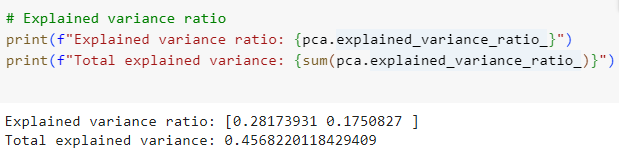 # Explained variance ratio
print(f"Explained variance ratio: {pca.explained_variance_ratio_}")
print(f"Total explained variance: {sum(pca.explained_variance_ratio_)}")
Explained variance ratio: [0.28173931 0.1750827 ]
Total explained variance: 0.4568220118429409